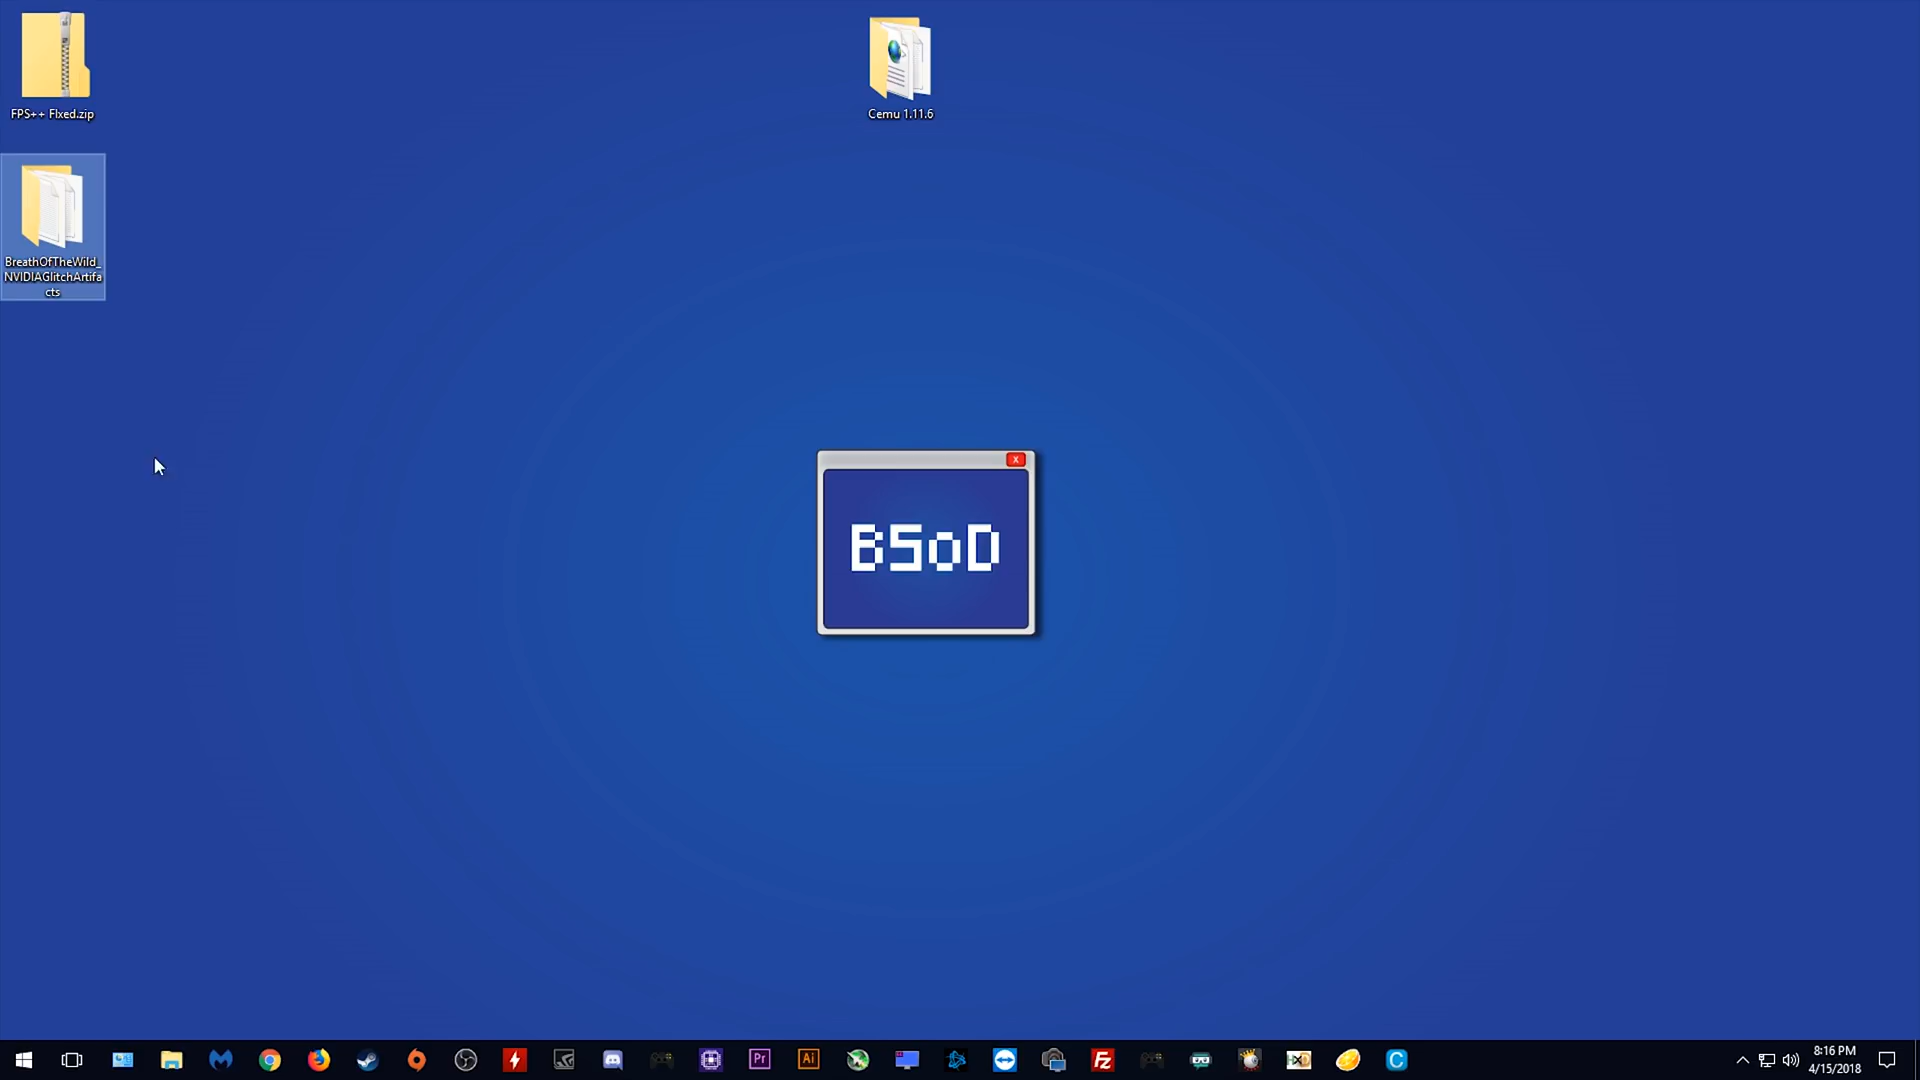 FPS++ FIxed.zip
Cemu 1.11.6
BreathOfTheWild_
NVIDIAGlitchArtifa
cts
X
BSoD
Pr
Ai
Fz
C
8:16 PM
4/15/2018